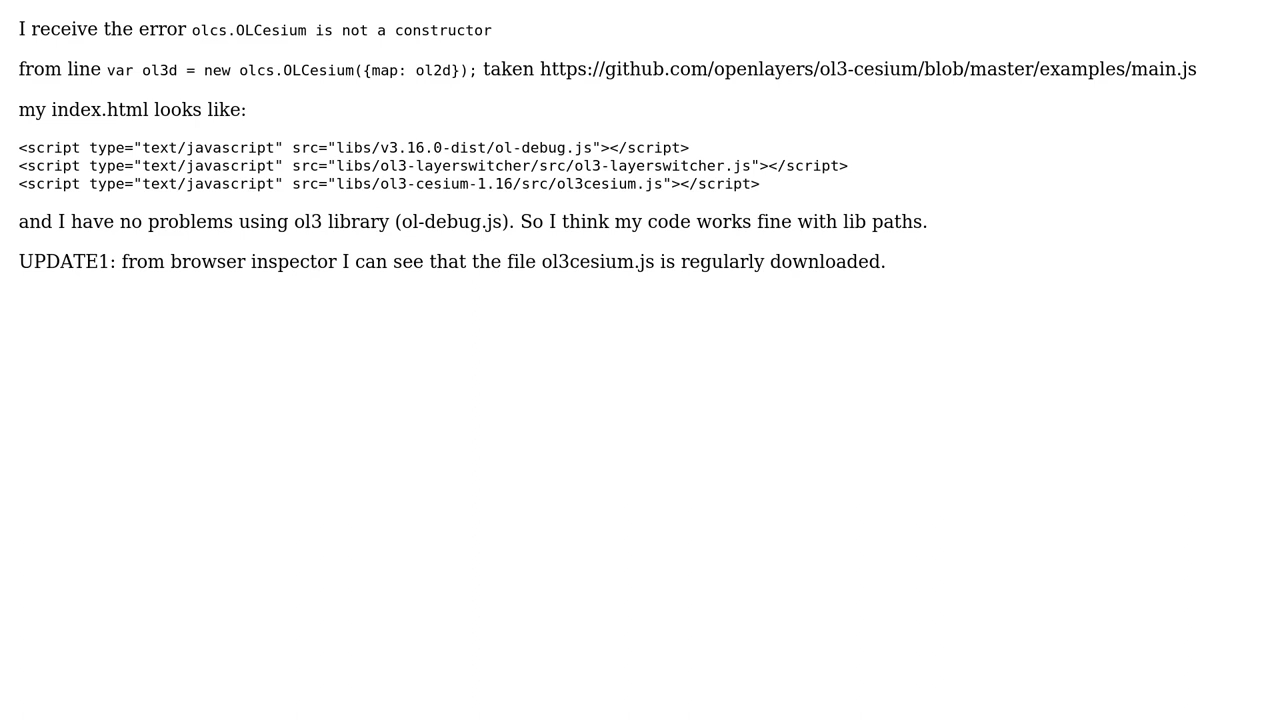 I receive the error olcs.OLCesium is not a constructor
from line var ol3d = new olcs.OLCesium({map: ol2d}); taken https://github.com/openlayers/ol3-cesium/blob/master/examples/main.js
my index.html looks like:
<script type="text/javascript" src="libs/v3.16.0-dist/ol-debug.js"></script>
<script type="text/javascript" src="libs/ol3-layerswitcher/src/ol3-layerswitcher.js"></script>
<script type="text/javascript" src="libs/ol3-cesium-1.16/src/ol3cesium.js"></script>
and I have no problems using ol3 library (ol-debug.js). So I think my code works fine with lib paths.
UPDATE1: from browser inspector I can see that the file ol3cesium.js is regularly downloaded.